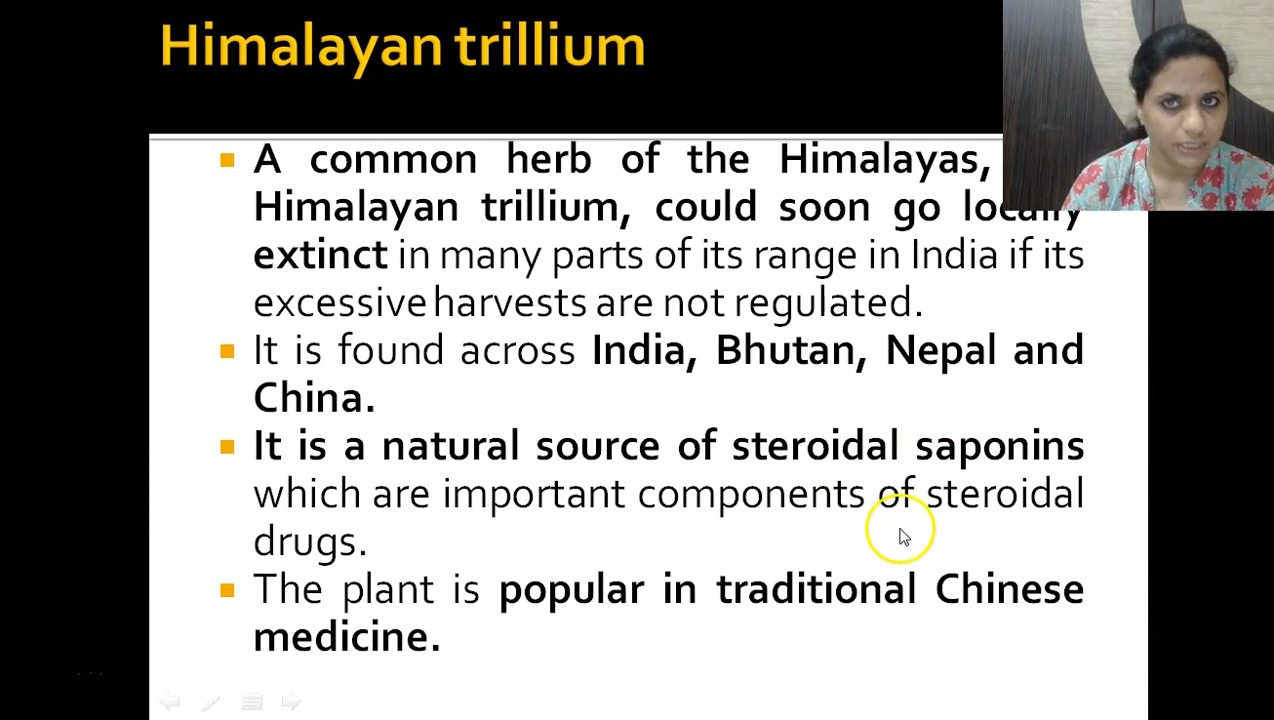 Himalayan trillium
A common herb of the Himalayas,
Himalayan trillium, could soon go locally
extinct in many parts of its range in India if its
excessive harvests are not regulated.
It is found across India, Bhutan, Nepal and
China.
It is a natural source of steroidal saponins
which are important components of steroidal
drugs.
The plant is popular in traditional Chinese
medicine.